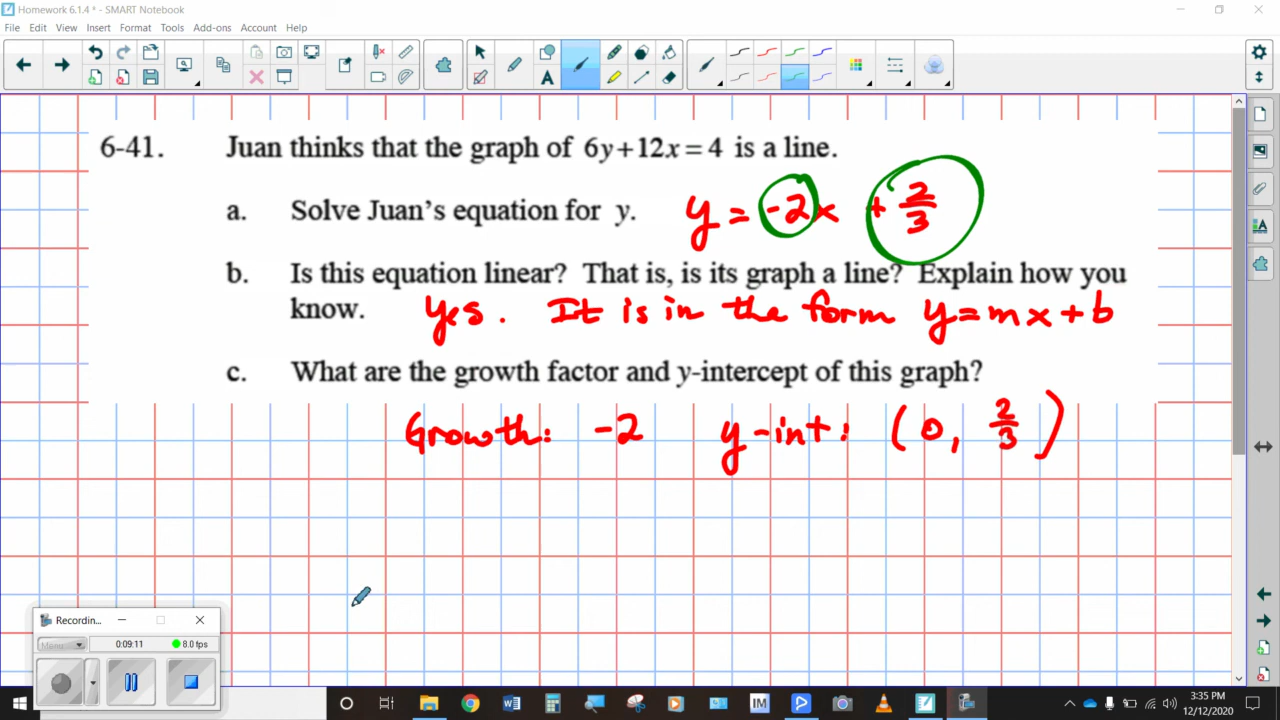 Homework 6.1.4 * - SMART Notebook
File Edit View Insert Format Tools Add-ons Account Help
6-41. Juan thinks that the graph of 6y+12x=4 is a line.
a. Solve Juan's equation for y. y = -2x + 2/3
b. Is this equation linear? That is, is its graph a line? Explain how you
know. Yes. It is in the form y=mx+b
c. What are the growth factor and y-intercept of this graph?
Growth: -2 y-int: (0, 2/3)
Recordin...
Menu 0:09:11 8.0 fps
3:35 PM
12/12/2020